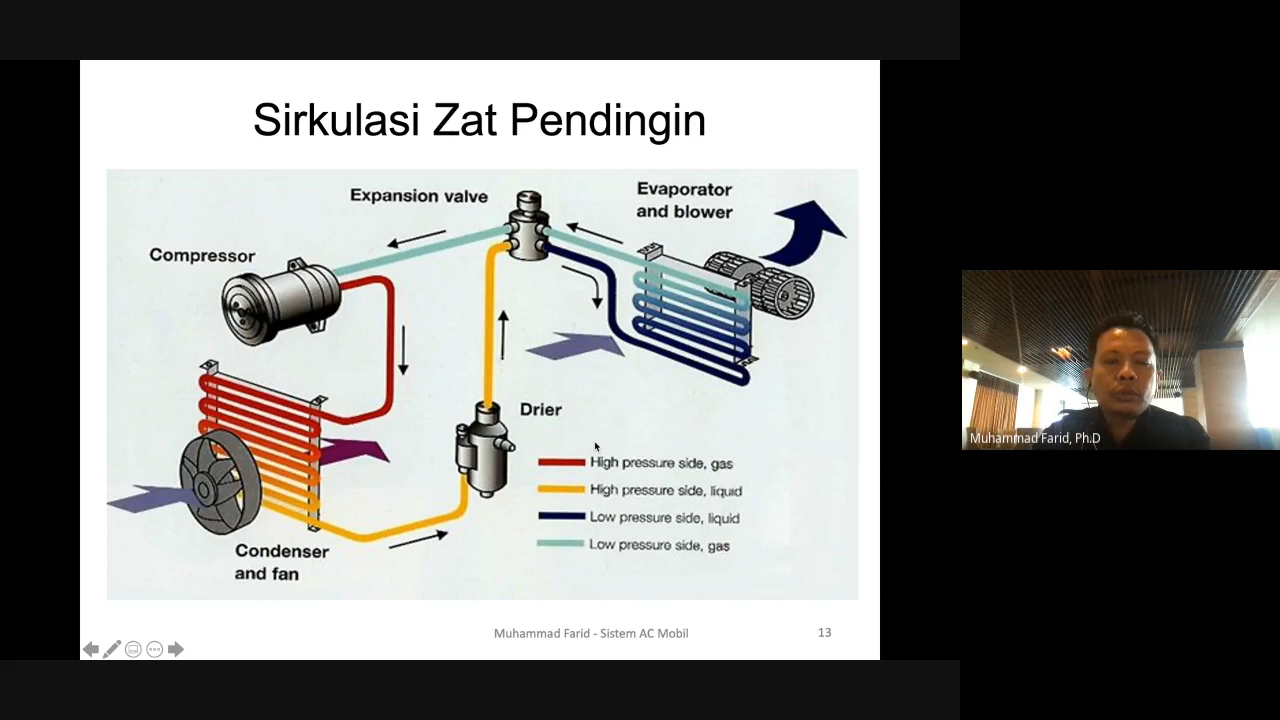 Sirkulasi Zat Pendingin
Expansion valve
Evaporator
and blower
Compressor
Drier
High pressure side, gas
High pressure side, liquid
Low pressure side, liquid
Low pressure side, gas
Condenser
and fan
Muhammad Farid - Sistem AC Mobil
13
Muhammad Farid, Ph.D